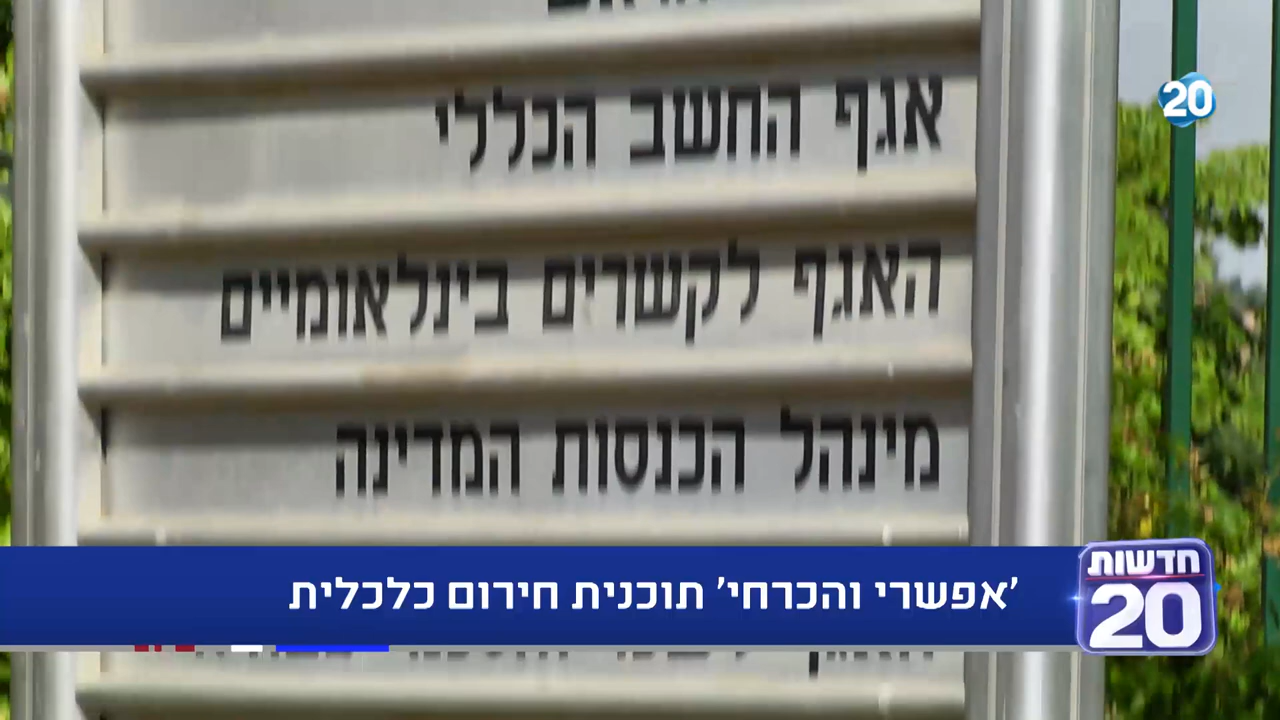 אגף החשב הכללי
20
האגף לקשרים בינלאומיים
מינהל הכנסות המדינה
'אפשרי והכרחי' תוכנית חירום כלכלית
חדשות
20